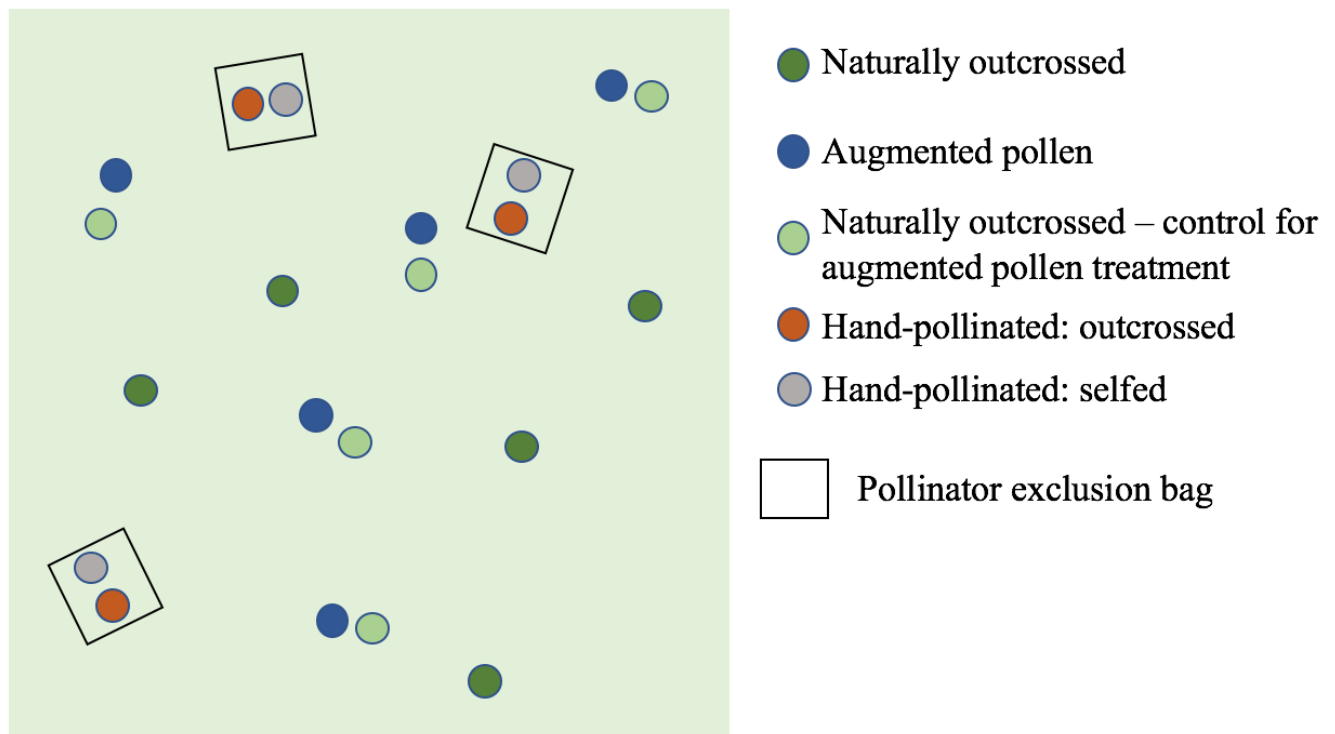 Naturally outcrossed
Augmented pollen
Naturally outcrossed – control for
augmented pollen treatment
Hand-pollinated: outcrossed
Hand-pollinated: selfed
Pollinator exclusion bag